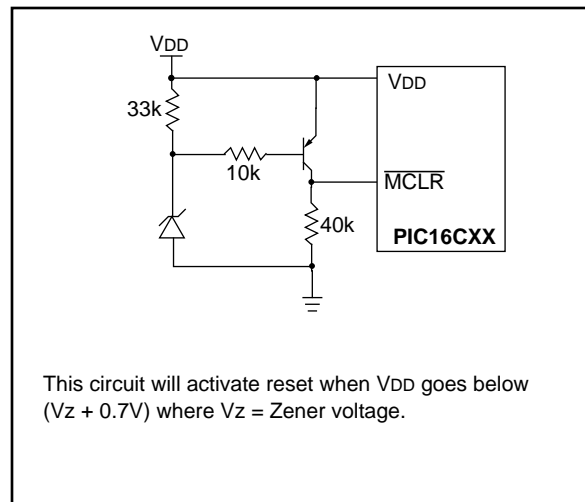 VDD
VDD
33k
10k
MCLR
40k
PIC16CXX
This circuit will activate reset when VDD goes below
(Vz + 0.7V) where Vz = Zener voltage.